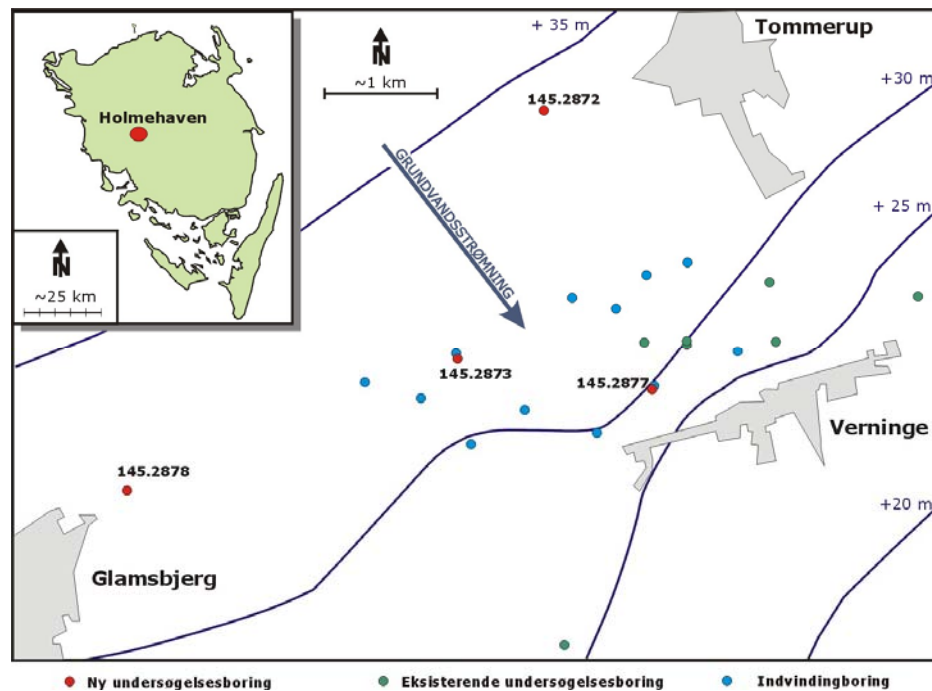 Holmehaven
N
~25 km
N
~1 km
+ 35 m
Tommerup
+30 m
145.2872
GRUNDVANDSSTRØMNING
+ 25 m
145.2873
145.2877
Verninge
145.2878
+20 m
Glamsbjerg
Ny undersøgelsesboring
Eksisterende undersøgelsesboring
Indvindingboring